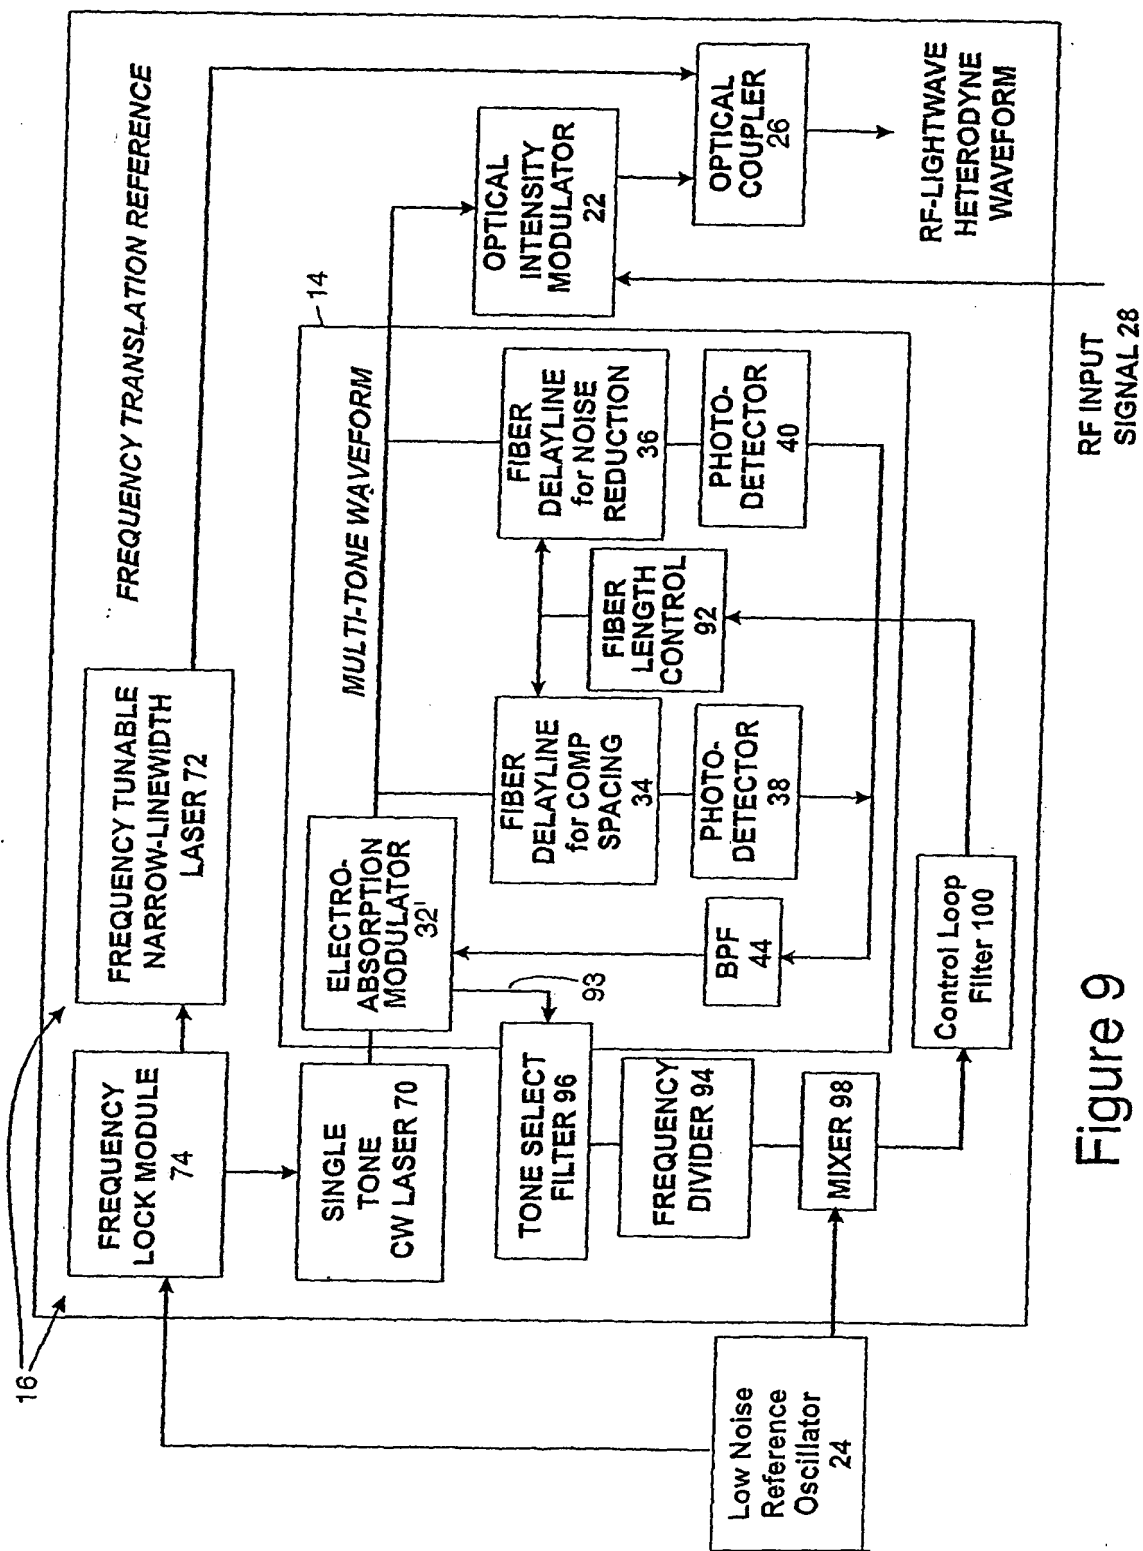 16
FREQUENCY
LOCK MODULE
74
FREQUENCY TUNABLE
NARROW-LINEWIDTH
LASER 72
FREQUENCY TRANSLATION REFERENCE
SINGLE
TONE
CW LASER 70
ELECTRO-
ABSORPTION
MODULATOR
32'
MULTI-TONE WAVEFORM
14
OPTICAL
INTENSITY
MODULATOR
22
OPTICAL
COUPLER
26
93
TONE SELECT
FILTER 96
FIBER
DELAYLINE
for COMP
SPACING
34
FIBER
LENGTH
CONTROL
92
FIBER
DELAYLINE
for NOISE
REDUCTION
36
FREQUENCY
DIVIDER 94
BPF
44
PHOTO-
DETECTOR
38
PHOTO-
DETECTOR
40
RF-LIGHTWAVE
HETERODYNE
WAVEFORM
Low Noise
Reference
Oscillator
24
MIXER 98
Control Loop
Filter 100
RF INPUT
SIGNAL 28
Figure 9